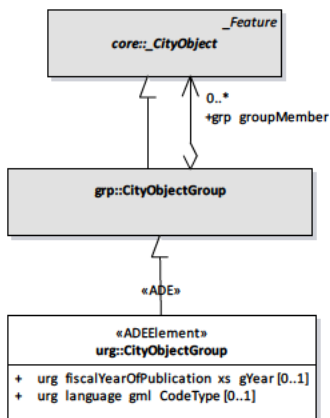 _Feature
core::_CityObject
0..*
+grp groupMember
grp::CityObjectGroup
«ADE»
«ADEElement»
urg::CityObjectGroup
+ urg fiscalYearOfPublication xs gYear [0..1]
+ urg language gml CodeType [0..1]